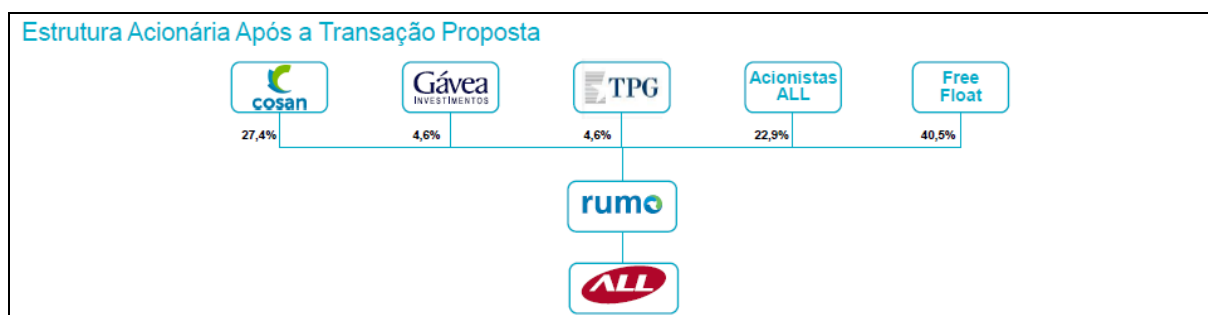 Estrutura Acionária Após a Transação Proposta
cosan
Gávea
INVESTIMENTOS
TPG
Acionistas
ALL
Free
Float
27,4%
4,6%
4,6%
22,9%
40,5%
rumo
ALL